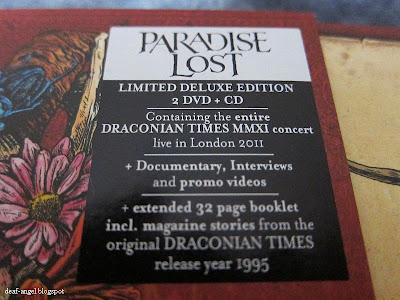 PARADISE
LOST
LIMITED DELUXE EDITION
2 DVD + CD
Containing the entire
DRACONIAN TIMES MMXI concert
live in London 2011
+ Documentary, Interviews
and promo videos
+ extended 32 page booklet
incl. magazine stories from the
original DRACONIAN TIMES
release year 1995
deaf-angel.blogspot